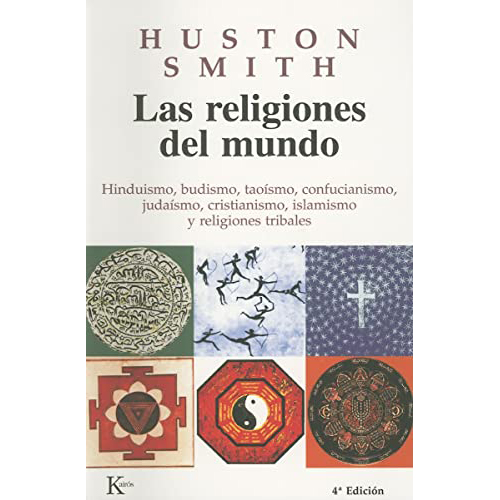 HUSTON
SMITH
Las religiones
del mundo
Hinduismo, budismo, taoísmo, confucianismo,
judaísmo, cristianismo, islamismo
y religiones tribales
Kairós
4ª Edición